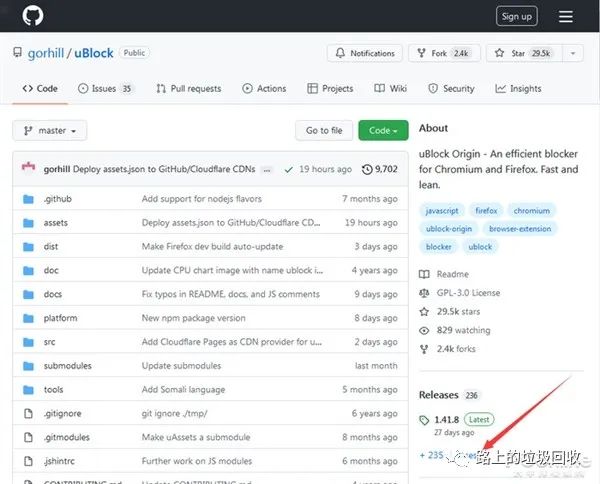 Sign up
gorhill / uBlock Public
Notifications Fork 2.4k Star 29.5k
Code Issues 35 Pull requests Actions Projects Wiki Security Insights
master Go to file Code
gorhill Deploy assets.json to GitHub/Cloudflare CDNs ... 19 hours ago 9,702
.github Add support for nodejs flavors 7 months ago
assets Deploy assets.json to GitHub/Cloudflare CD... 19 hours ago
dist Make Firefox dev build auto-update 3 days ago
doc Update CPU chart image with name ublock i... 4 years ago
docs Fix typos in README, docs, and JS comments 9 days ago
platform New npm package version 8 days ago
src Add Cloudflare Pages as CDN provider for u... 2 days ago
submodules Update submodules last month
tools Add Somali language 5 months ago
.gitignore git ignore ./tmp/ 6 years ago
.gitmodules Make uAssets a submodule 8 months ago
.jshintrc Further work on JS modules 6 months ago
CONTRIBUTING.md
About
uBlock Origin - An efficient blocker
for Chromium and Firefox. Fast and
lean.
javascript firefox chromium
ublock-origin browser-extension
blocker ublock
Readme
GPL-3.0 License
29.5k stars
829 watching
2.4k forks
Releases 236
1.41.8 Latest
27 days ago
+ 235
路上的垃圾回收